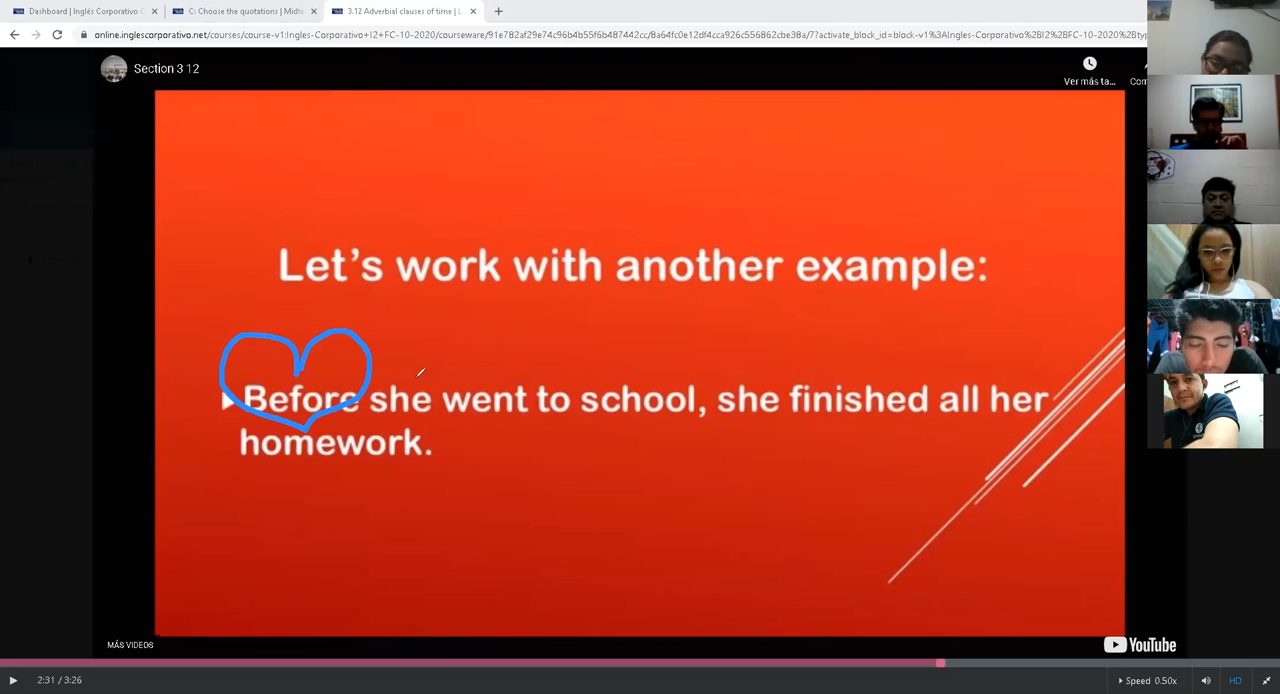 Dashboard | Inglés Corporativo
C: Choose the quotations | Midte
3.12 Adverbial clauses of time |
online.inglescorporativo.net/courses/course-v1:Ingles-Corporativo+I2+FC-10-2020/courseware/91e782af29e74c96b4b55f6b487442cc/8a64fc0e12df4cca926c556862cbe38a/7?activate_block_id=block-v1%3AIngles-Corporativo%2BI2%2BFC-10-2020%2Btyp
Section 3 12
Ver más ta...
Let's work with another example:
Before she went to school, she finished all her
homework.
MÁS VIDEOS
YouTube
2:31 / 3:26
Speed 0.50x
HD